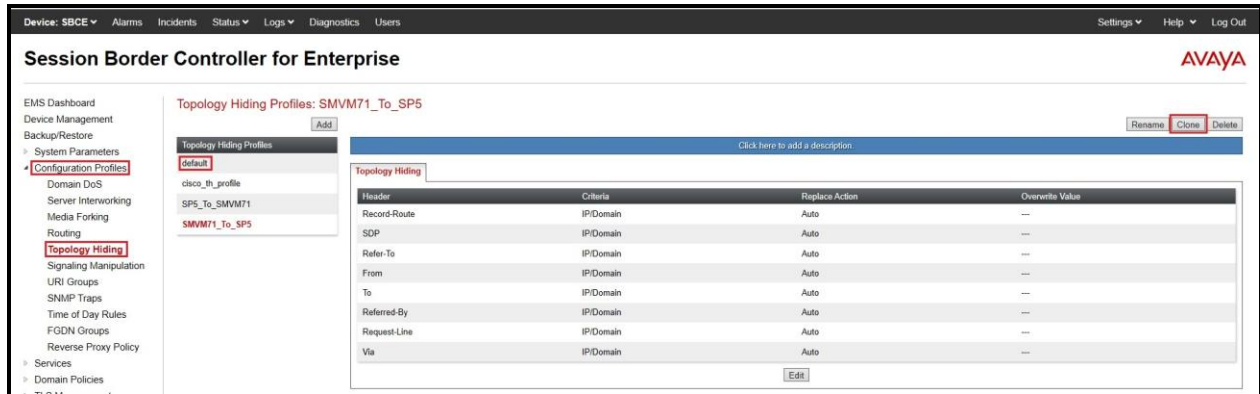 Device: SBCE Alarms Incidents Status Logs Diagnostics Users Settings Help Log Out
Session Border Controller for Enterprise
AVAYA
EMS Dashboard
Device Management
Backup/Restore
System Parameters
Configuration Profiles
Domain DoS
Server Interworking
Media Forking
Routing
Topology Hiding
Signaling Manipulation
URI Groups
SNMP Traps
Time of Day Rules
FGDN Groups
Reverse Proxy Policy
Services
Domain Policies
Topology Hiding Profiles: SMVM71_To_SP5
Add
Rename Clone Delete
Topology Hiding Profiles
default
cisco_th_profile
SP5_To_SMVM71
SMVM71_To_SP5
Click here to add a description
Topology Hiding
Header Criteria Replace Action Overwrite Value
Record-Route IP/Domain Auto ---
SDP IP/Domain Auto ---
Refer-To IP/Domain Auto ---
From IP/Domain Auto ---
To IP/Domain Auto ---
Referred-By IP/Domain Auto ---
Request-Line IP/Domain Auto ---
Via IP/Domain Auto ---
Edit